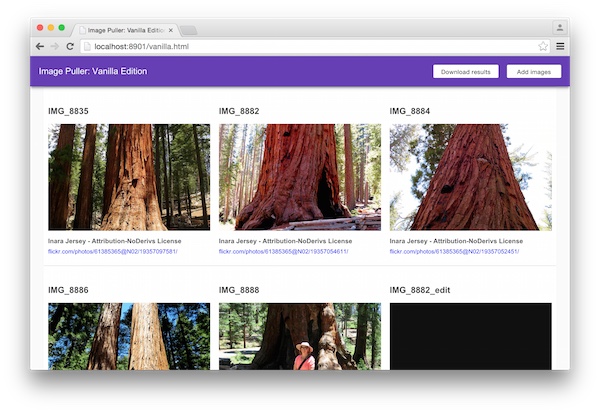 Image Puller: Vanilla Edition
localhost:8901/vanilla.html
Image Puller: Vanilla Edition
Download results
Add images
IMG_8835
IMG_8882
IMG_8884
Inara Jersey - Attribution-NoDerivs License
Inara Jersey - Attribution-NoDerivs License
Inara Jersey - Attribution-NoDerivs License
flickr.com/photos/61385365@N02/19357097581/
flickr.com/photos/61385365@N02/19357054611/
flickr.com/photos/61385365@N02/19357052451/
IMG_8886
IMG_8888
IMG_8882_edit